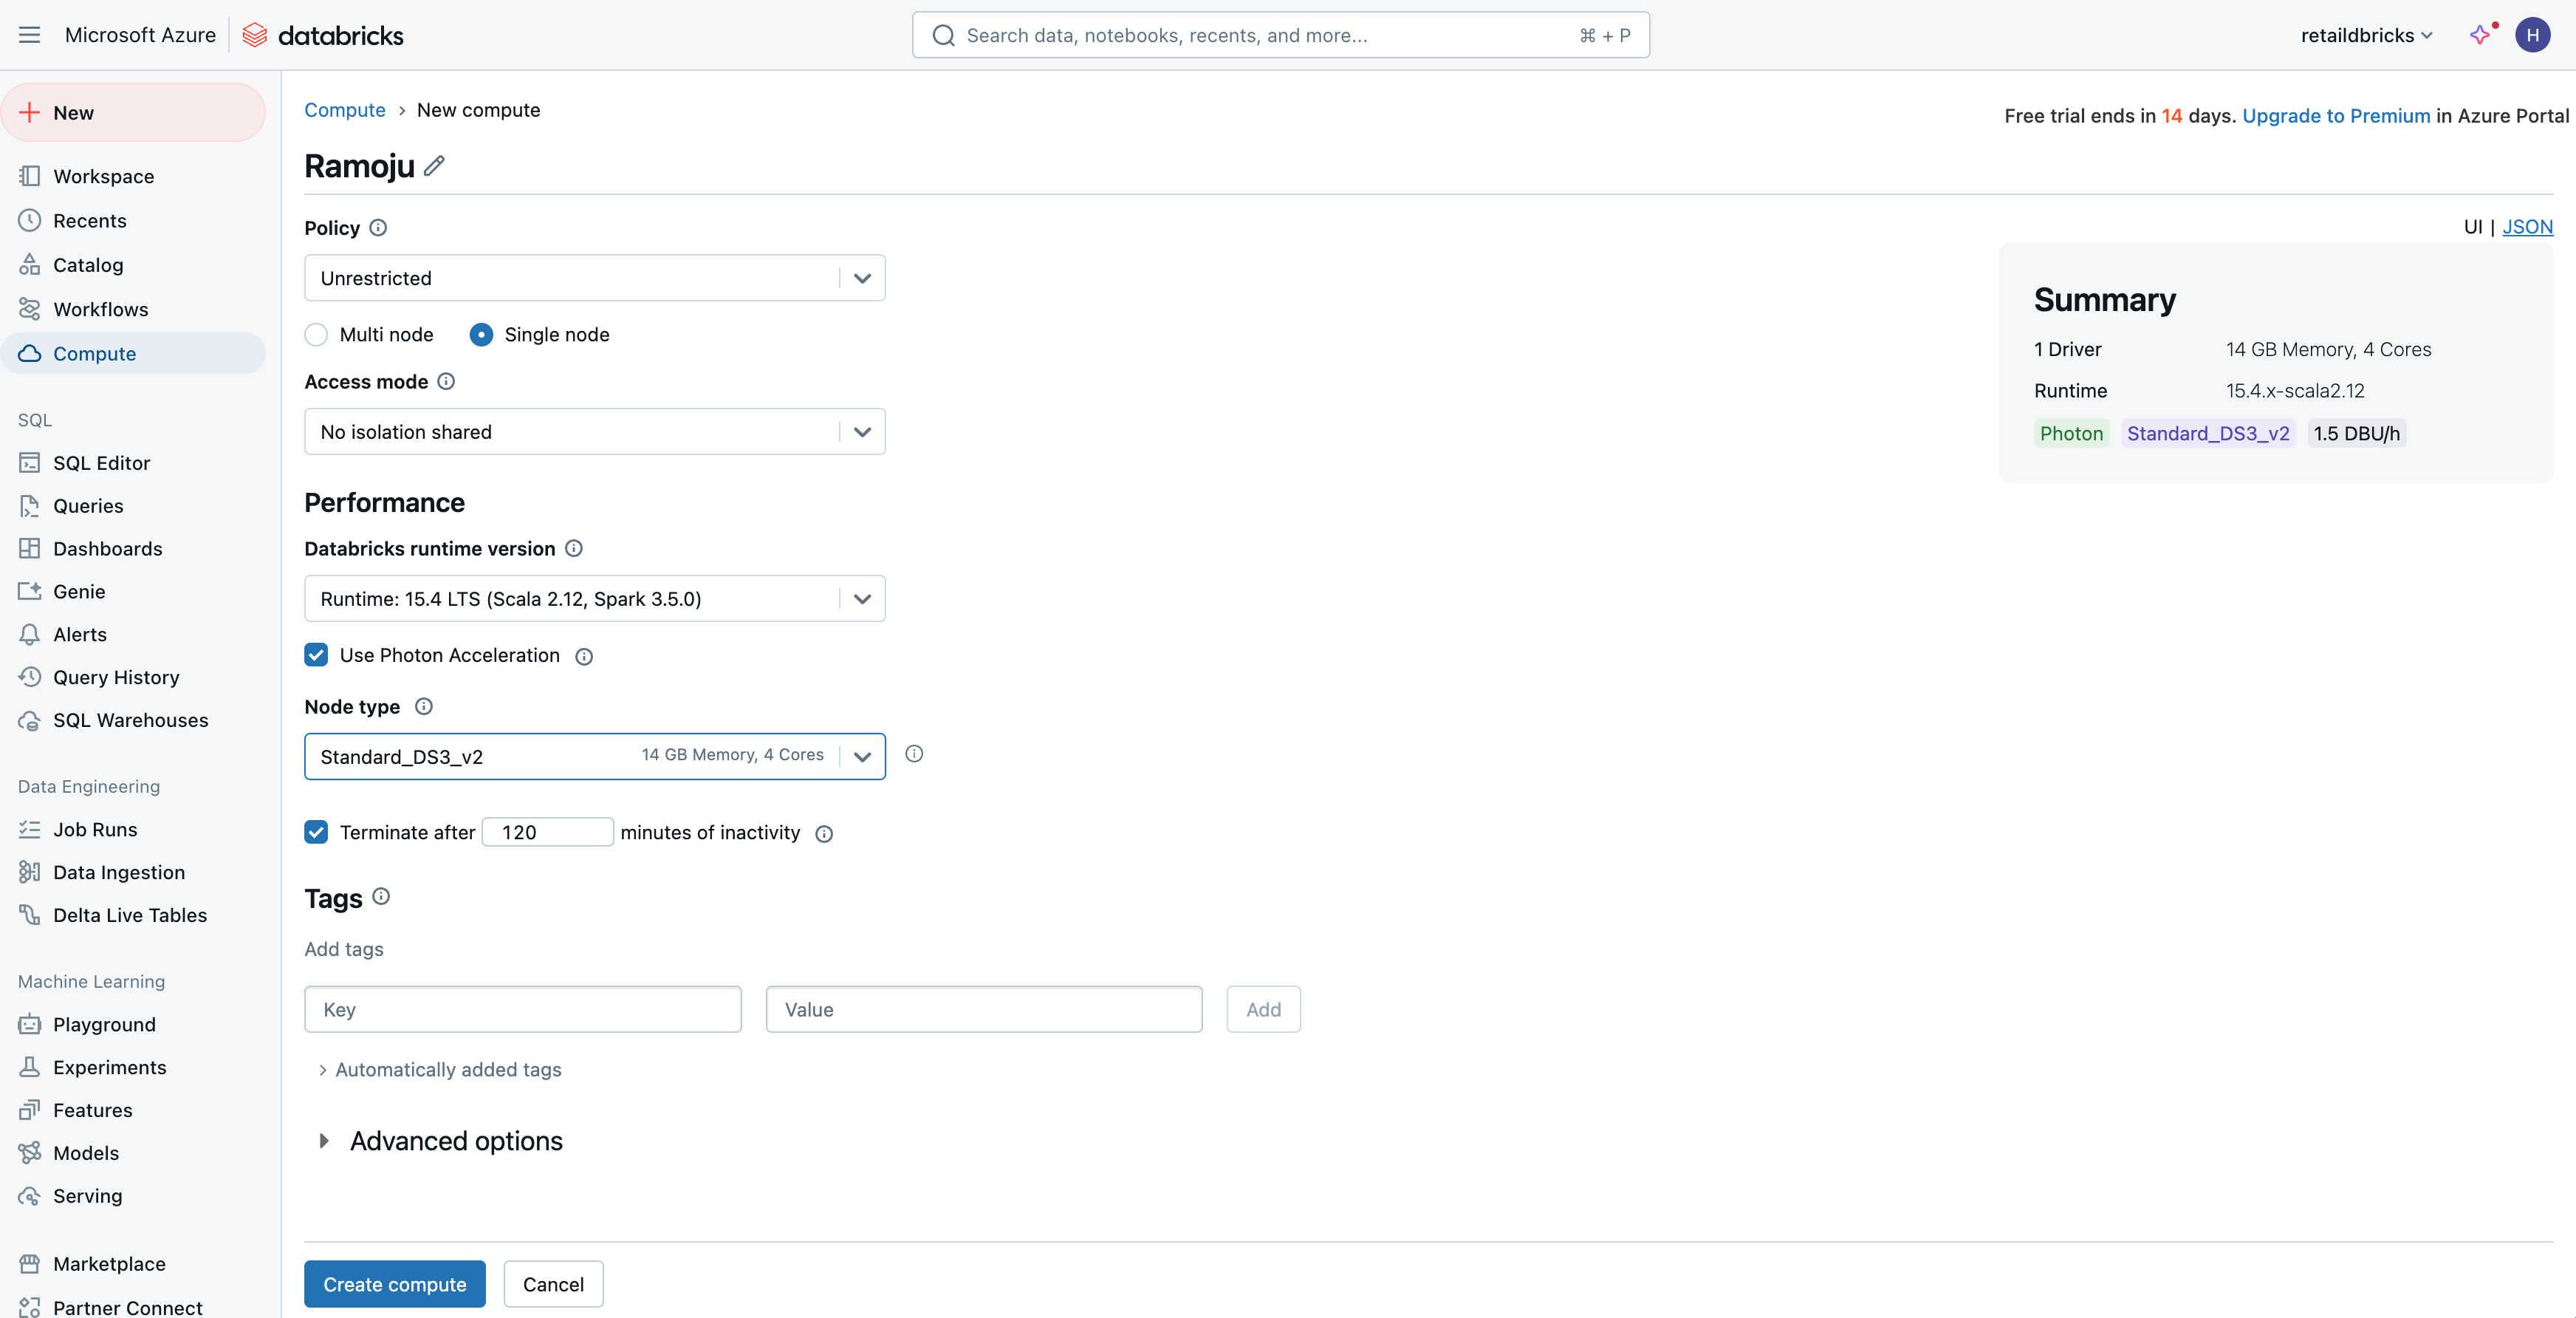 Microsoft Azure databricks
Search data, notebooks, recents, and more... ⌘ + P
retaildbricks
H
New
Workspace
Recents
Catalog
Workflows
Compute
SQL
SQL Editor
Queries
Dashboards
Genie
Alerts
Query History
SQL Warehouses
Data Engineering
Job Runs
Data Ingestion
Delta Live Tables
Machine Learning
Playground
Experiments
Features
Models
Serving
Marketplace
Partner Connect
Compute > New compute
Free trial ends in 14 days. Upgrade to Premium in Azure Portal
Ramoju
Policy
Unrestricted
Multi node Single node
Access mode
No isolation shared
Performance
Databricks runtime version
Runtime: 15.4 LTS (Scala 2.12, Spark 3.5.0)
Use Photon Acceleration
Node type
Standard_DS3_v2 14 GB Memory, 4 Cores
Terminate after 120 minutes of inactivity
Tags
Add tags
Key Value Add
Automatically added tags
Advanced options
Create compute Cancel
UI | JSON
Summary
1 Driver 14 GB Memory, 4 Cores
Runtime 15.4.x-scala2.12
Photon Standard_DS3_v2 1.5 DBU/h